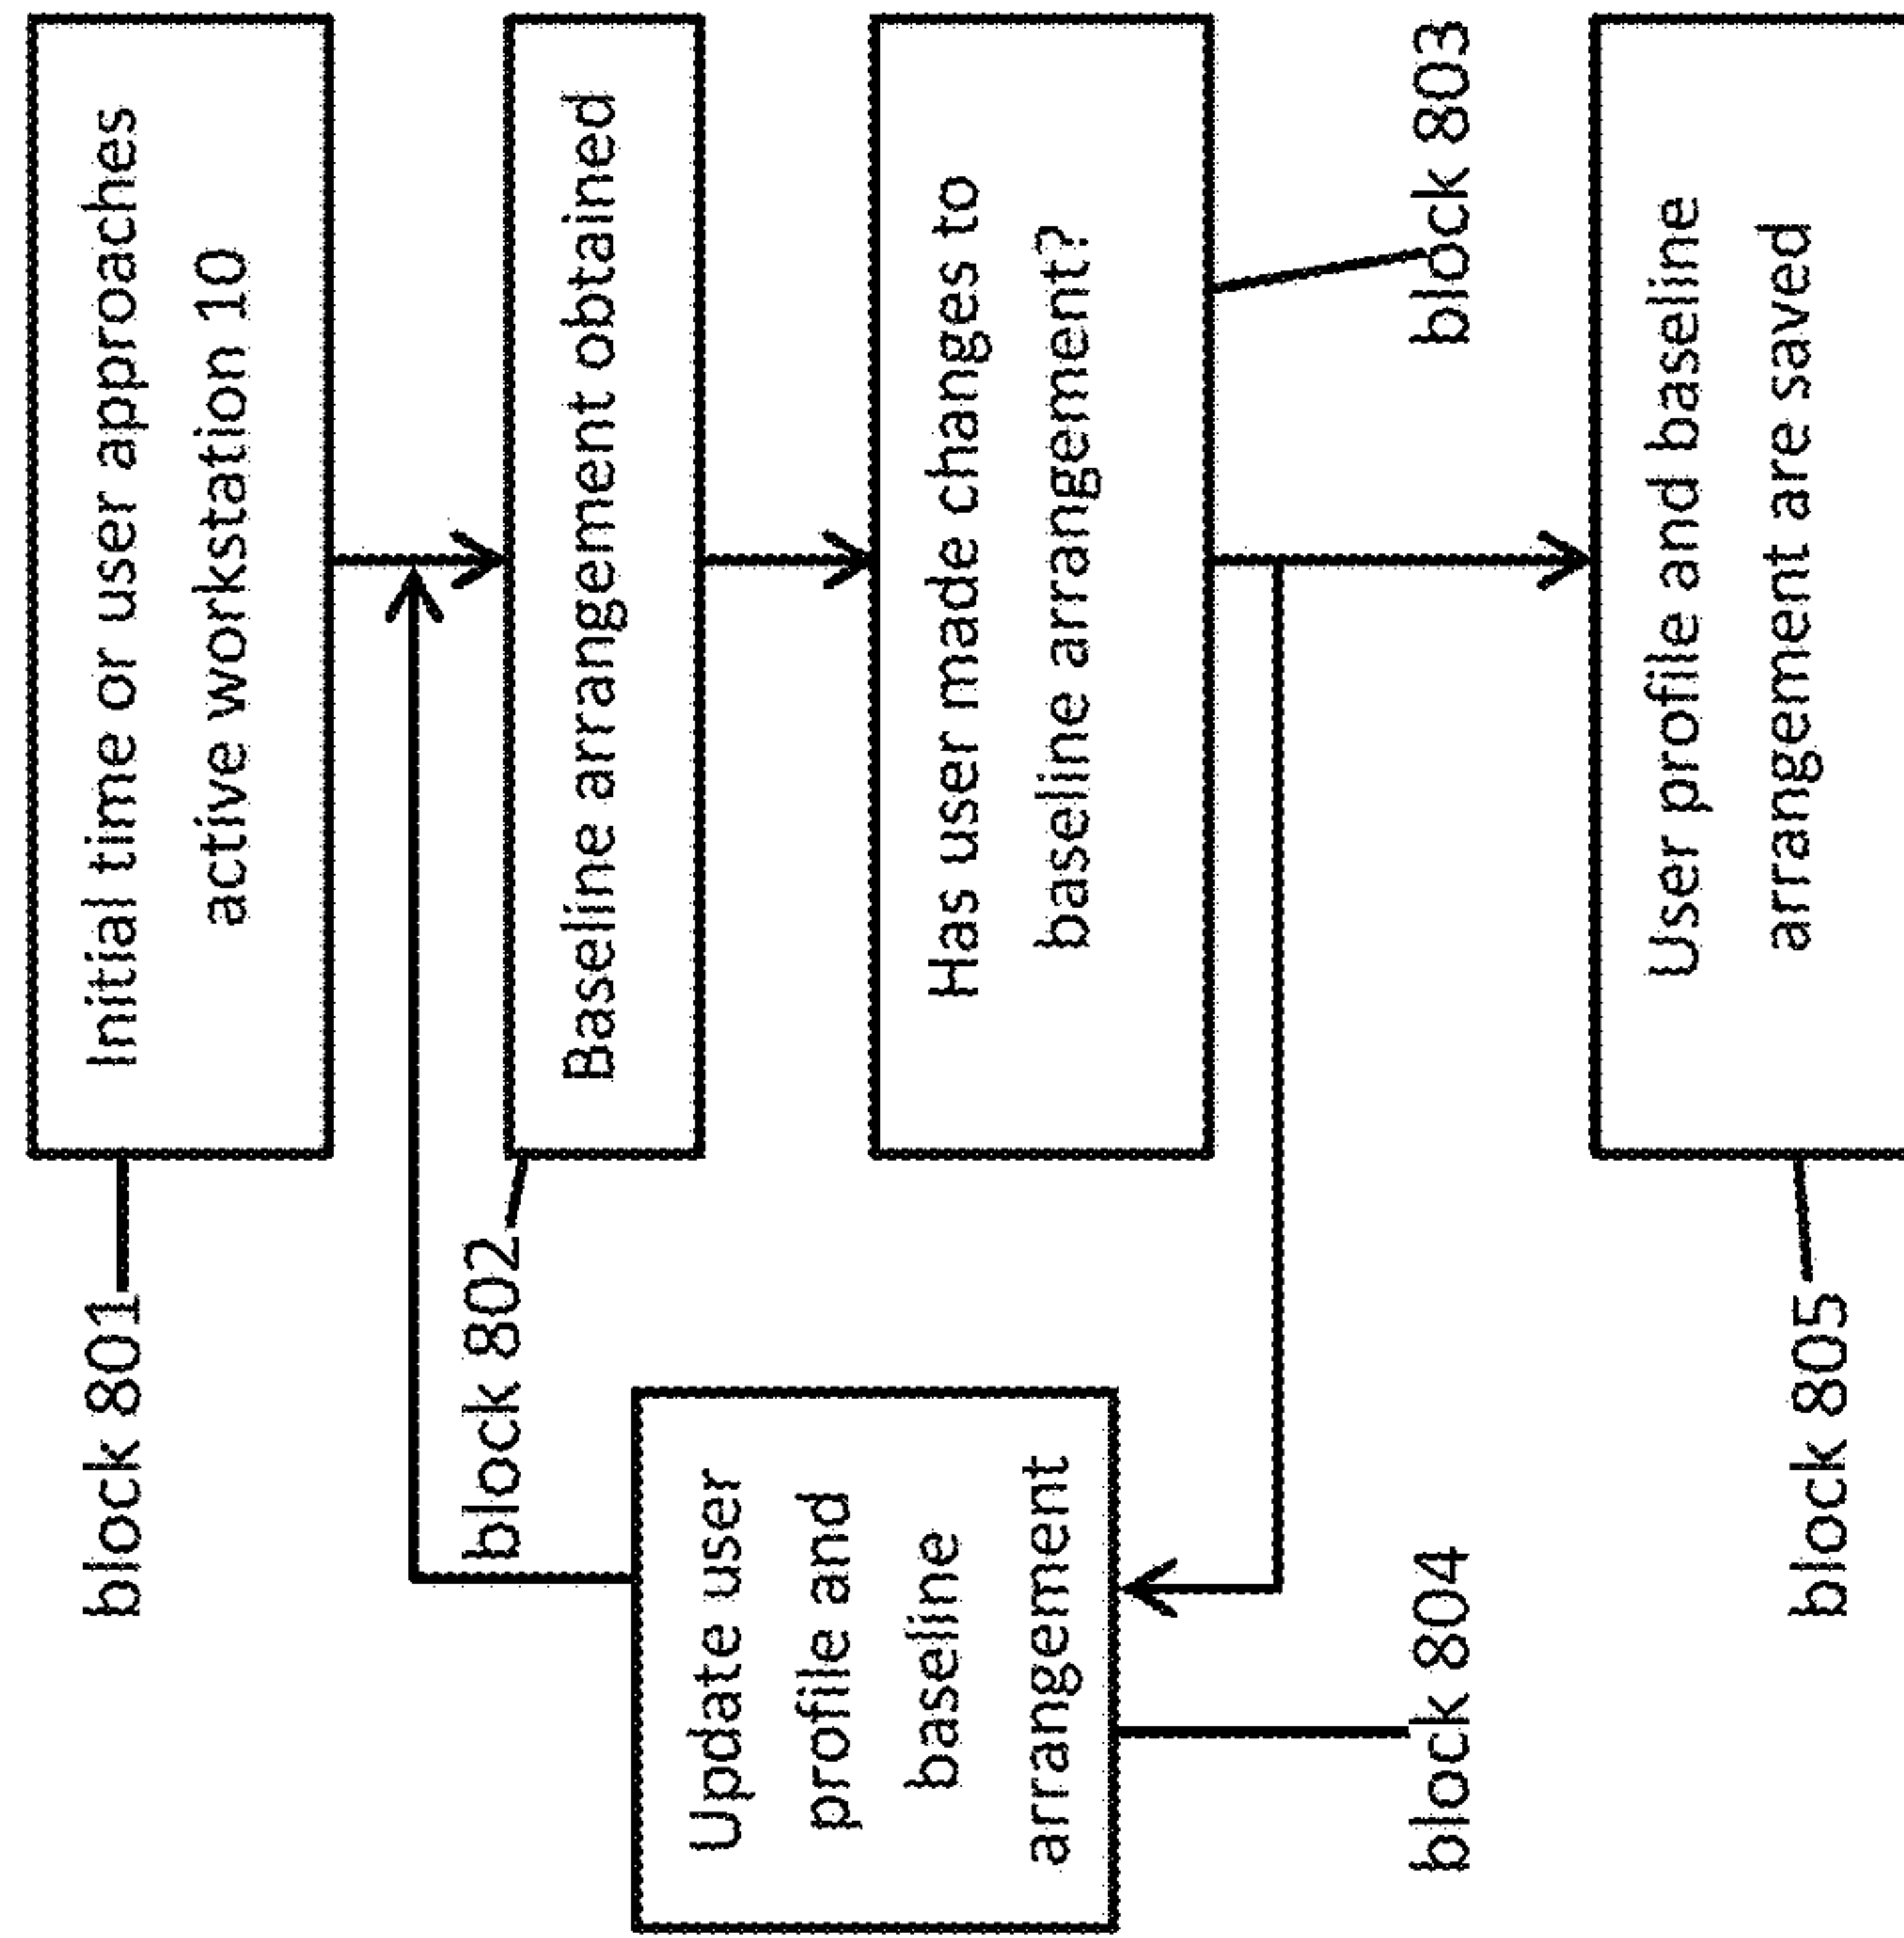 block 801
Initial time or user approaches
active workstation 10
block 802
Baseline arrangement obtained
Has user made changes to
baseline arrangement?
block 803
Update user
profile and
baseline
arrangement
block 804
User profile and baseline
arrangement are saved
block 805